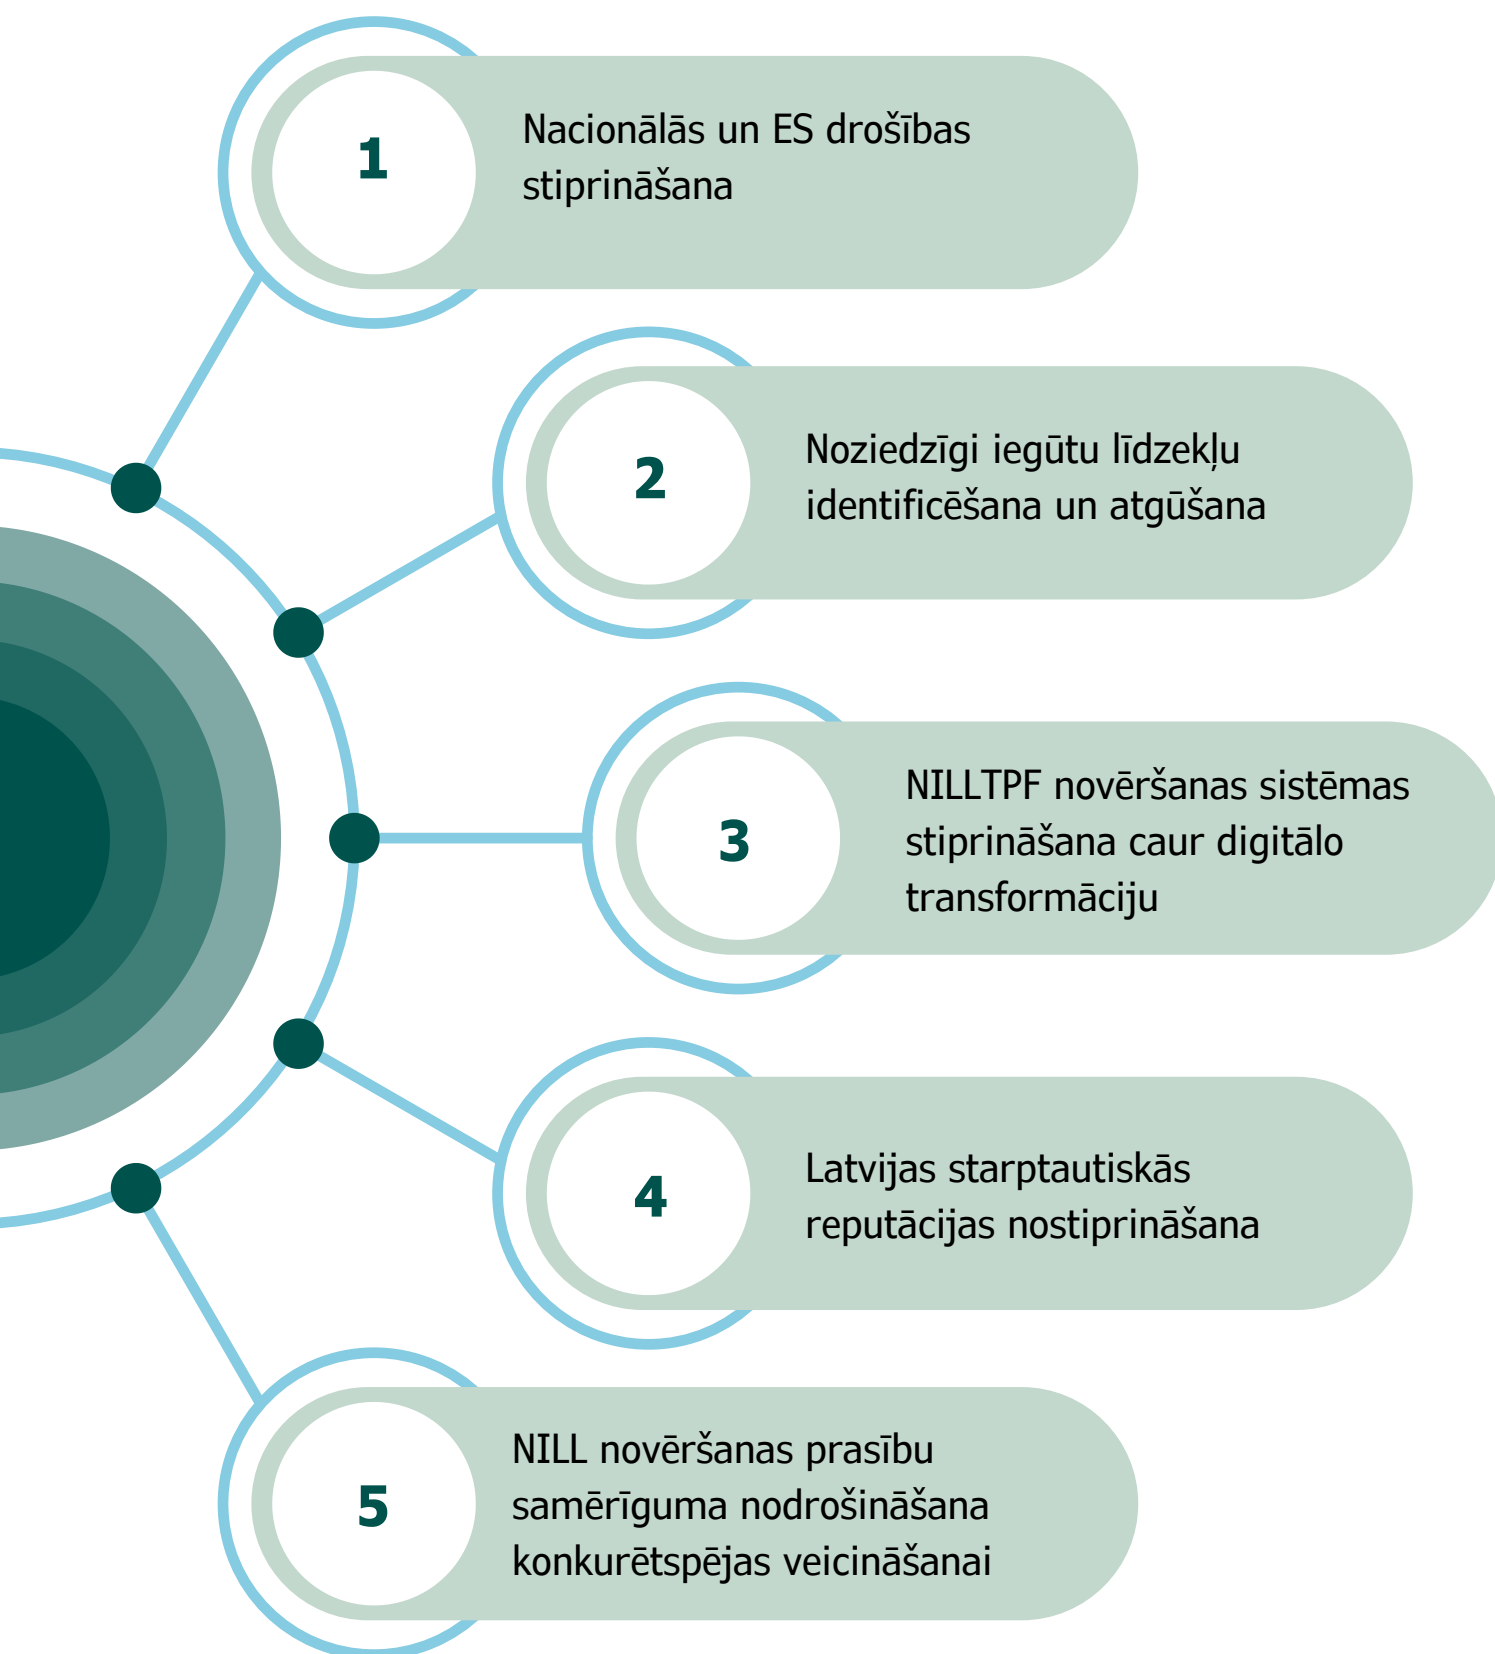 1
Nacionālās un ES drošības
stiprināšana
2
Noziedzīgi iegūtu līdzekļu
identificēšana un atgūšana
3
NILLTPF novēršanas sistēmas
stiprināšana caur digitālo
transformāciju
4
Latvijas starptautiskās
reputācijas nostiprināšana
5
NILL novēršanas prasību
samērīguma nodrošināšana
konkurētspējas veicināšanai